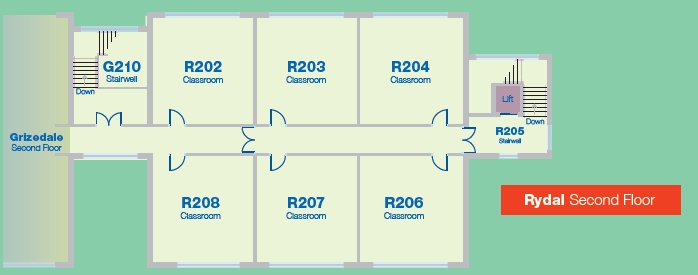 G210
Stairwell
Down
R202
Classroom
R203
Classroom
R204
Classroom
Lift
Down
R205
Stairwell
Grizedale
Second Floor
R208
Classroom
R207
Classroom
R206
Classroom
Rydal Second Floor